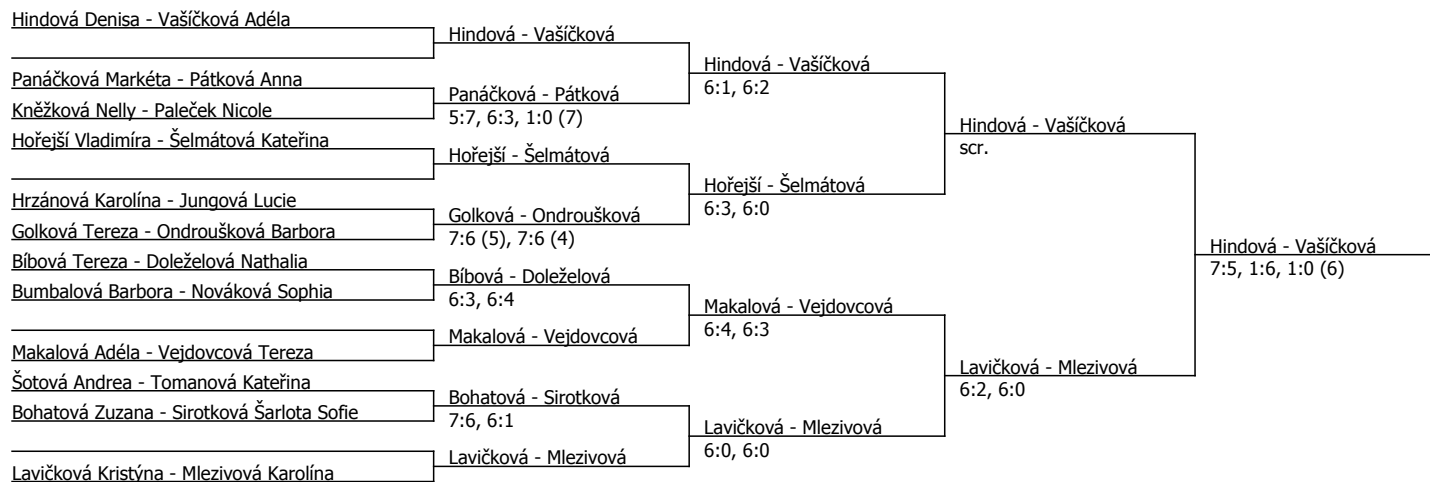 Hindová Denisa - Vašíčková Adéla
Panáčková Markéta - Pátková Anna
Kněžková Nelly - Paleček Nicole
Hořejší Vladimíra - Šelmátová Kateřina
Hrzánová Karolína - Jungová Lucie
Golková Tereza - Ondroušková Barbora
Bíbová Tereza - Doleželová Nathalia
Bumbalová Barbora - Nováková Sophia
Makalová Adéla - Vejdovcová Tereza
Šotová Andrea - Tomanová Kateřina
Bohatová Zuzana - Sirotková Šarlota Sofie
Lavičková Kristýna - Mlezivová Karolína
Hindová - Vašíčková
Panáčková - Pátková
5:7, 6:3, 1:0 (7)
Hořejší - Šelmátová
Golková - Ondroušková
7:6 (5), 7:6 (4)
Bíbová - Doleželová
6:3, 6:4
Makalová - Vejdovcová
Bohatová - Sirotková
7:6, 6:1
Lavičková - Mlezivová
Hindová - Vašíčková
6:1, 6:2
Hořejší - Šelmátová
6:3, 6:0
Makalová - Vejdovcová
6:4, 6:3
Lavičková - Mlezivová
6:0, 6:0
Hindová - Vašíčková
scr.
Lavičková - Mlezivová
6:2, 6:0
Hindová - Vašíčková
7:5, 1:6, 1:0 (6)